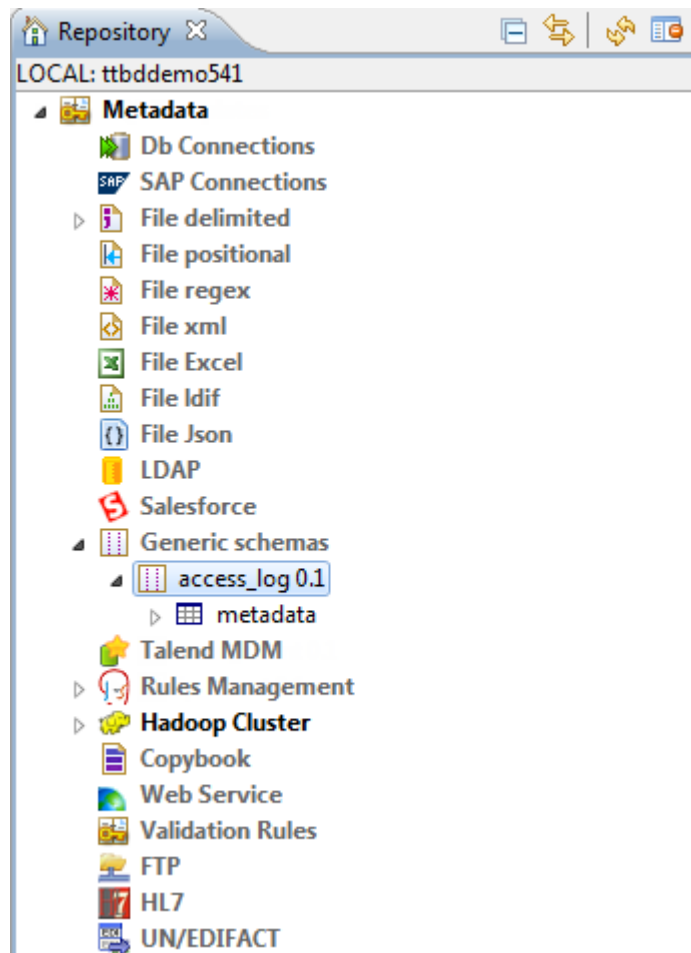 Repository
LOCAL: ttbddemo541
Metadata
Db Connections
SAP SAP Connections
File delimited
File positional
File regex
File xml
File Excel
File ldif
File Json
LDAP
Salesforce
Generic schemas
access_log 0.1
metadata
Talend MDM
Rules Management
Hadoop Cluster
Copybook
Web Service
Validation Rules
FTP
HL7
UN/EDIFACT